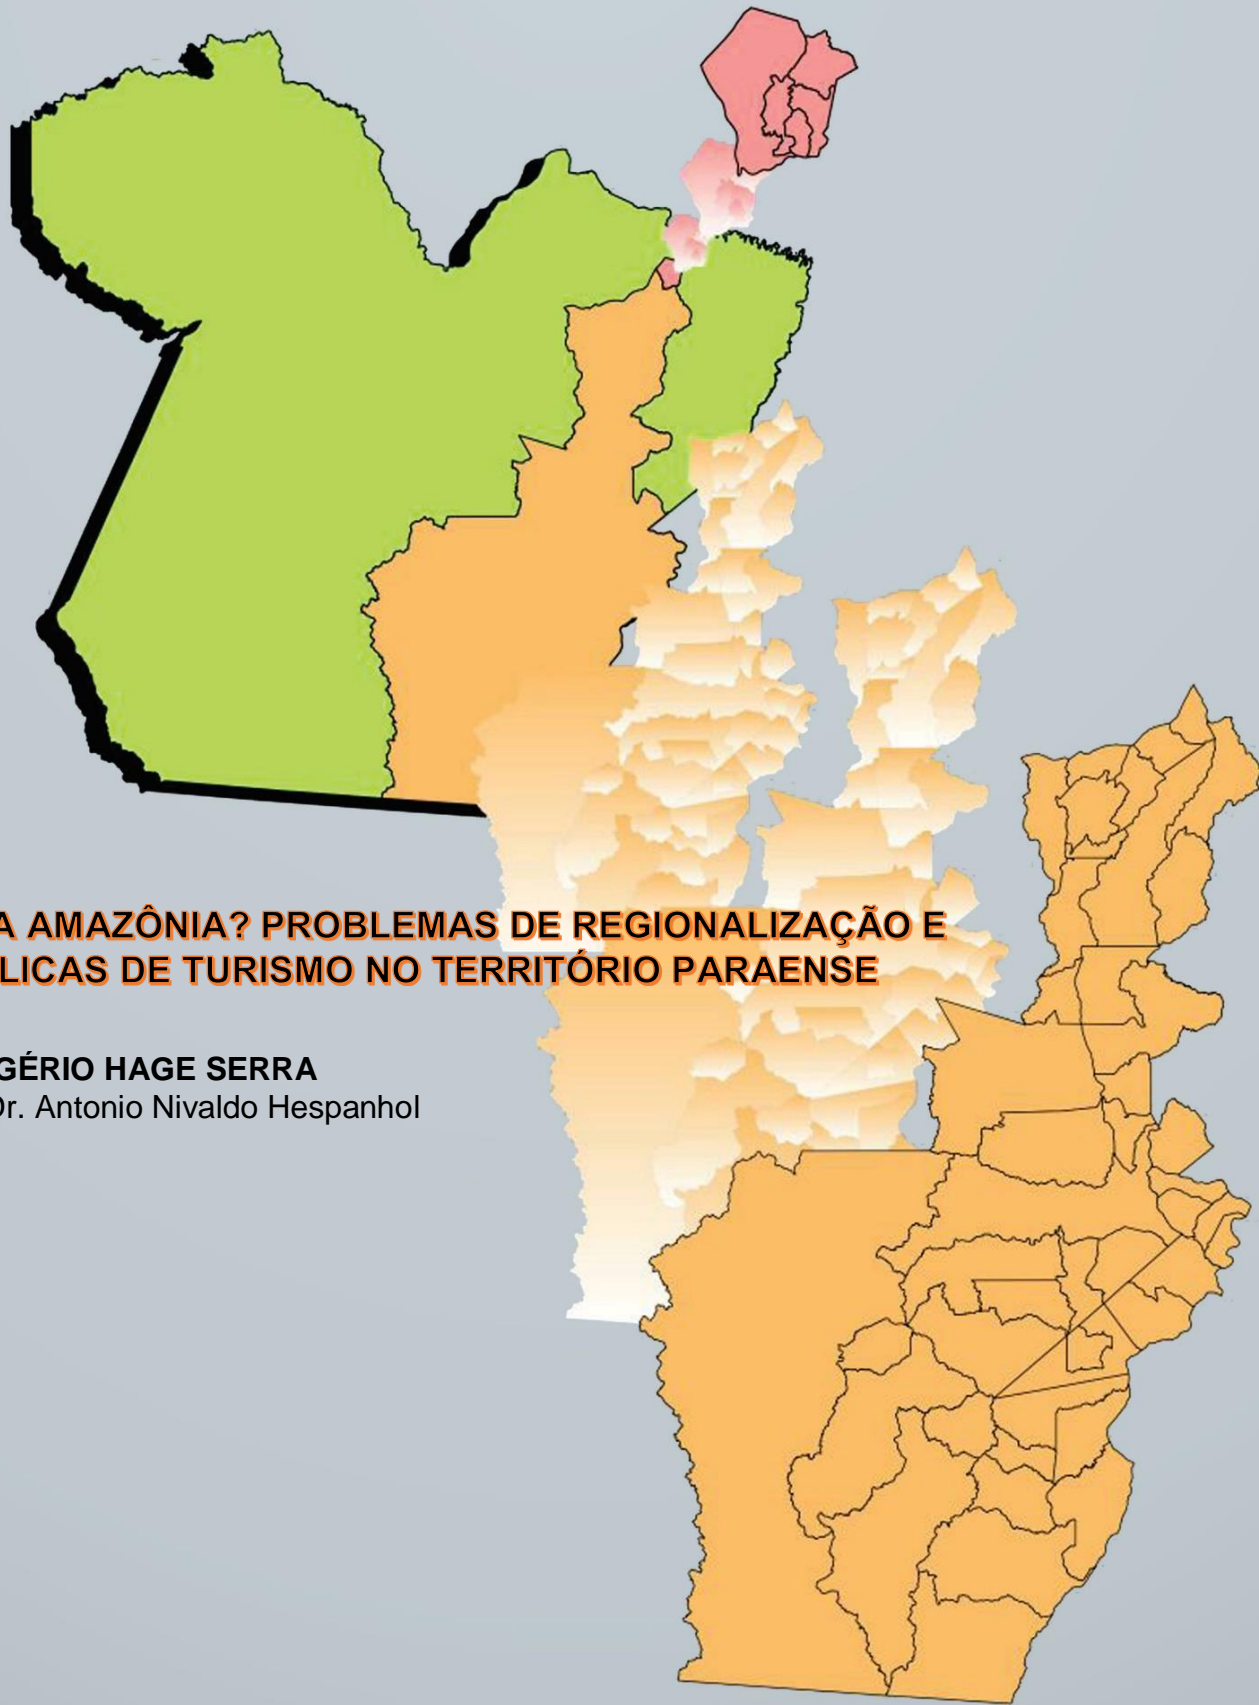 A AMAZÔNIA? PROBLEMAS DE REGIONALIZAÇÃO E
LICAS DE TURISMO NO TERRITÓRIO PARAENSE
GÉRIO HAGE SERRA
Dr. Antonio Nivaldo Hespanhol